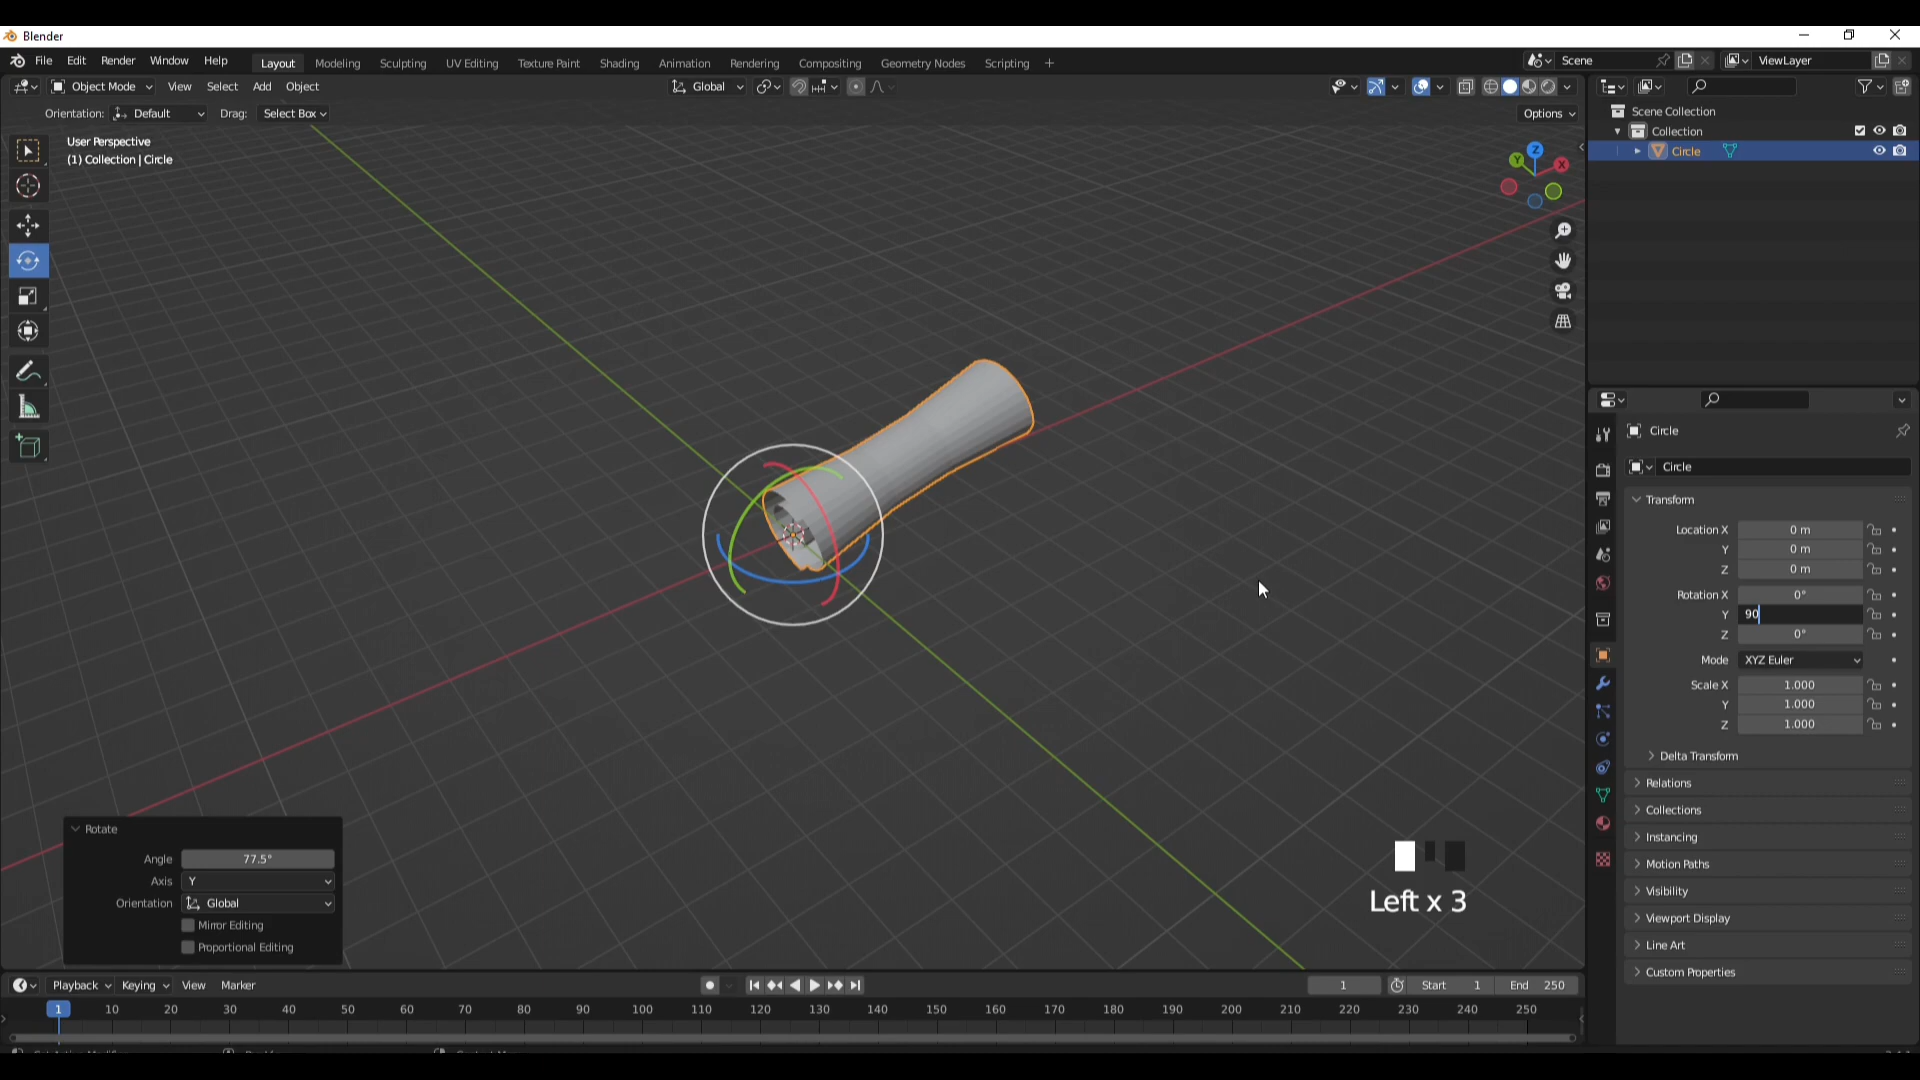 Blender
File Edit Render Window Help Layout Modeling Sculpting UV Editing Texture Paint Shading Animation Rendering Compositing Geometry Nodes Scripting + Scene ViewLayer
Object Mode View Select Add Object Global
Orientation: Default Drag: Select Box Options
User Perspective
(1) Collection | Circle
Z
Y
X
Scene Collection
Collection
Circle
Circle
Circle
Transform
Location X 0 m
Y 0 m
Z 0 m
Rotation X 0°
Y 90
Z 0°
Mode XYZ Euler
Scale X 1.000
Y 1.000
Z 1.000
Delta Transform
Relations
Collections
Instancing
Motion Paths
Visibility
Viewport Display
Line Art
Custom Properties
Rotate
Angle 77.5°
Axis Y
Orientation Global
Mirror Editing
Proportional Editing
Left x 3
Playback Keying View Marker 1 Start 1 End 250
1 10 20 30 40 50 60 70 80 90 100 110 120 130 140 150 160 170 180 190 200 210 220 230 240 250